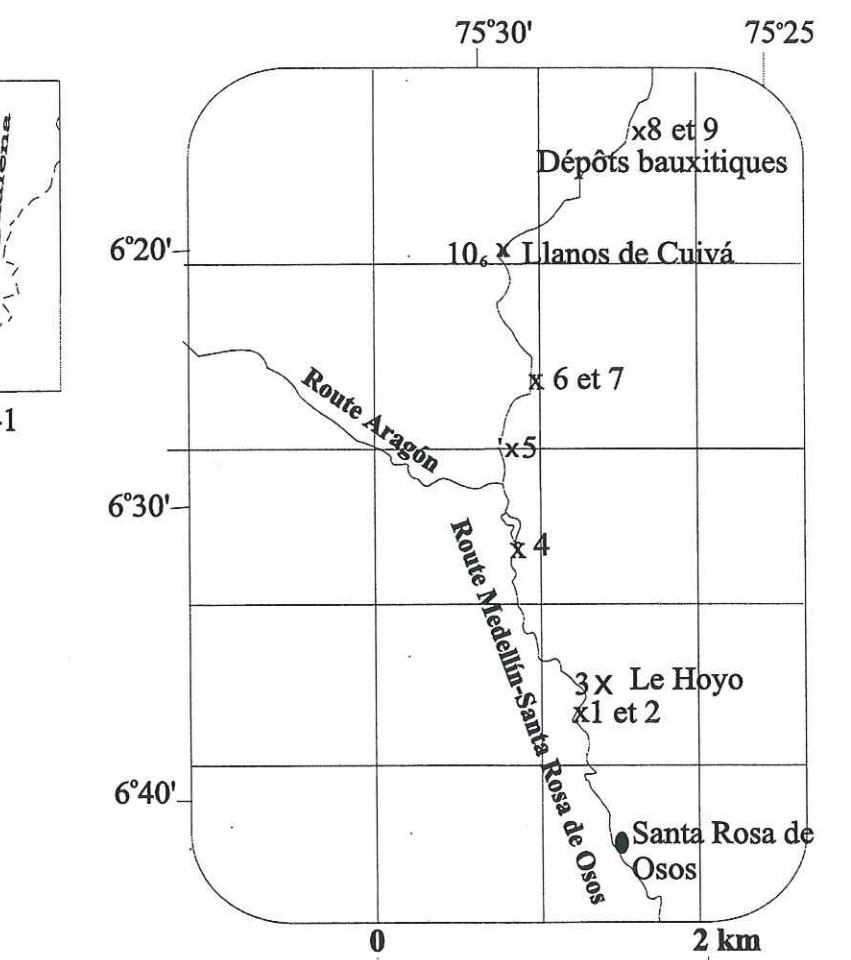 75°30'
75°25
x8 et 9
Dépôts bauxitiques
6°20'
10₆ x Llanos de Cuivá
x 6 et 7
Route Aragón
x5
6°30'
x 4
Route Medellín-Santa Rosa de Osos
3 x Le Hoyo
x1 et 2
6°40'
Santa Rosa de
Osos
0
2 km